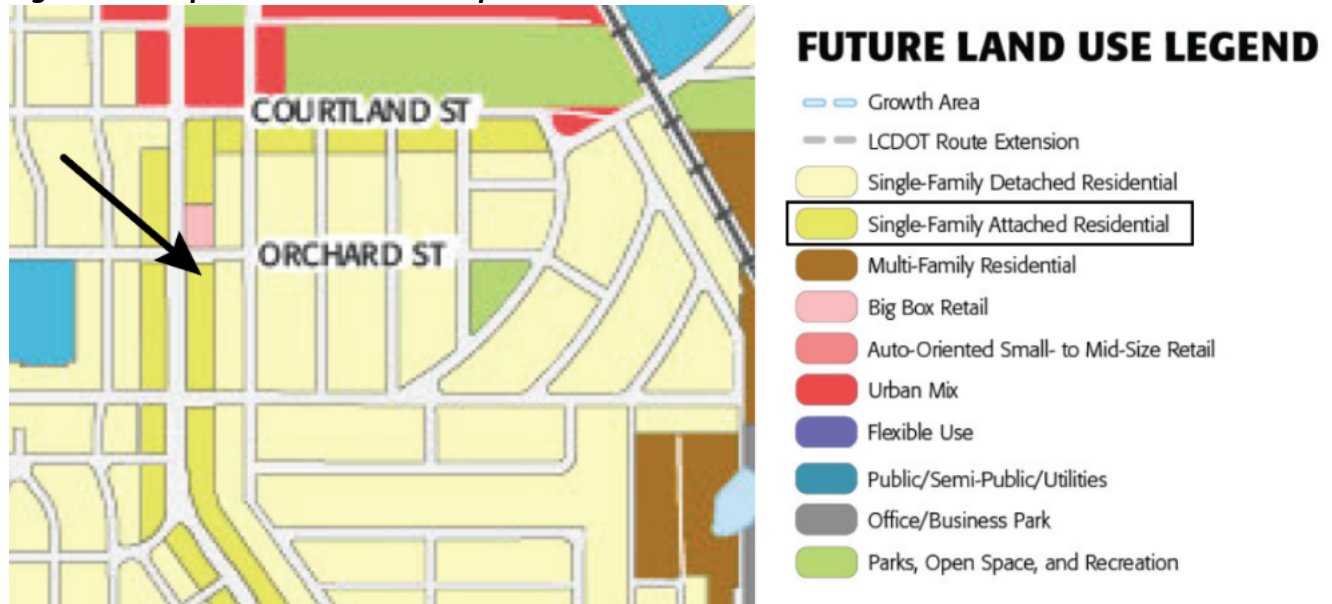 COURTLAND ST
ORCHARD ST
FUTURE LAND USE LEGEND
Growth Area
LCDOT Route Extension
Single-Family Detached Residential
Single-Family Attached Residential
Multi-Family Residential
Big Box Retail
Auto-Oriented Small- to Mid-Size Retail
Urban Mix
Flexible Use
Public/Semi-Public/Utilities
Office/Business Park
Parks, Open Space, and Recreation